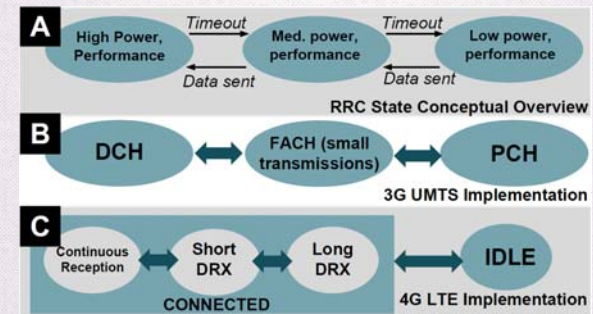 A
High Power,
Performance
Timeout
Data sent
Med. power,
performance
Timeout
Data sent
Low power,
performance
RRC State Conceptual Overview
B
DCH
FACH (small
transmissions)
PCH
3G UMTS Implementation
C
Continuous
Reception
Short
DRX
Long
DRX
CONNECTED
IDLE
4G LTE Implementation